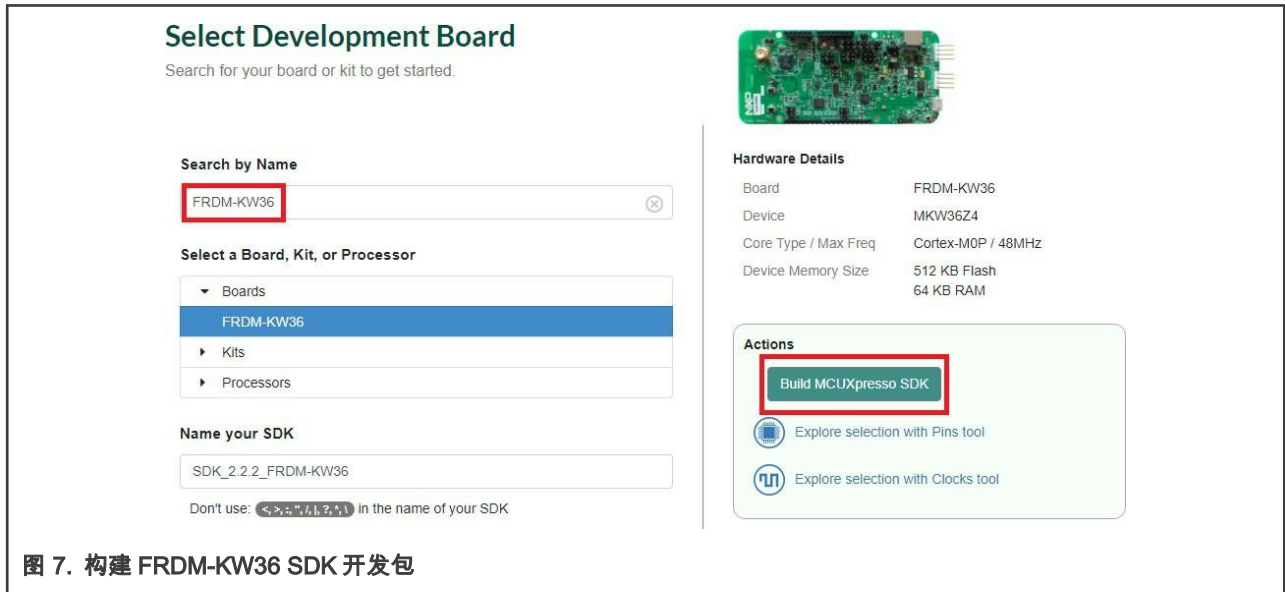 Select Development Board
Search for your board or kit to get started.
Search by Name
FRDM-KW36
Select a Board, Kit, or Processor
Boards
FRDM-KW36
Kits
Processors
Name your SDK
SDK_2.2.2_FRDM-KW36
Don't use: <, >, :, ", /, |, ?, *, \ in the name of your SDK
NXP
Hardware Details
Board FRDM-KW36
Device MKW36Z4
Core Type / Max Freq Cortex-M0P / 48MHz
Device Memory Size 512 KB Flash
64 KB RAM
Actions
Build MCUXpresso SDK
Explore selection with Pins tool
Explore selection with Clocks tool
图 7. 构建 FRDM-KW36 SDK 开发包